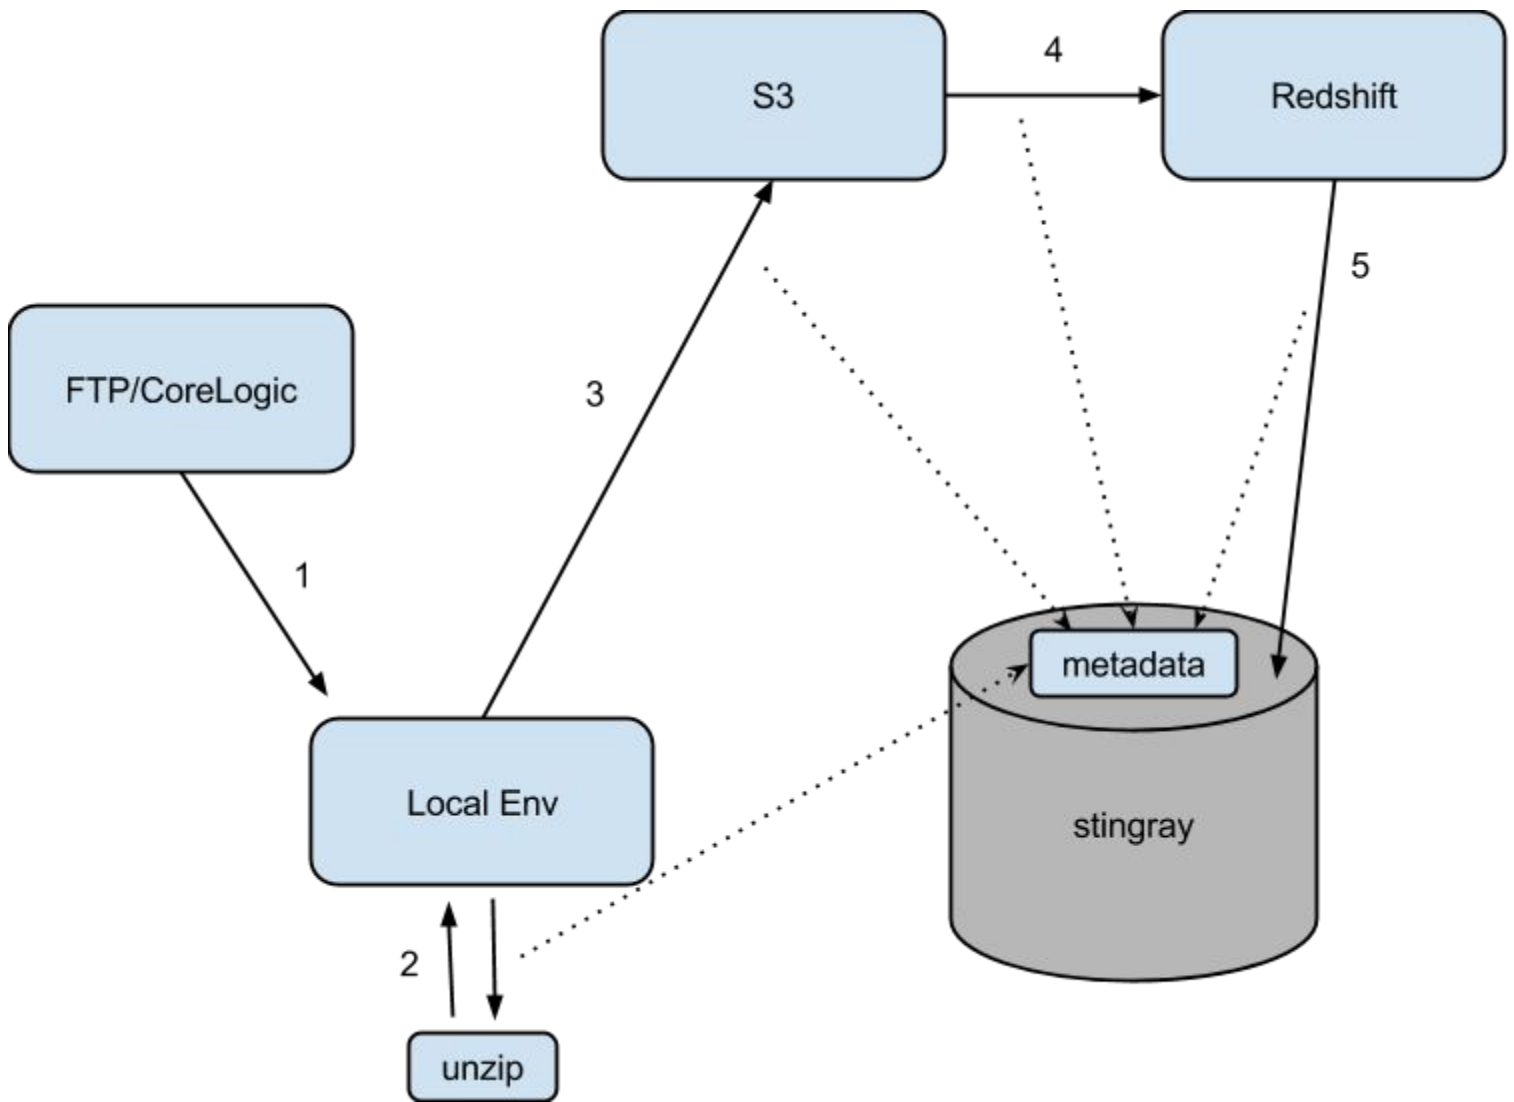 S3
4
Redshift
5
FTP/CoreLogic
3
1
metadata
Local Env
stingray
2
unzip